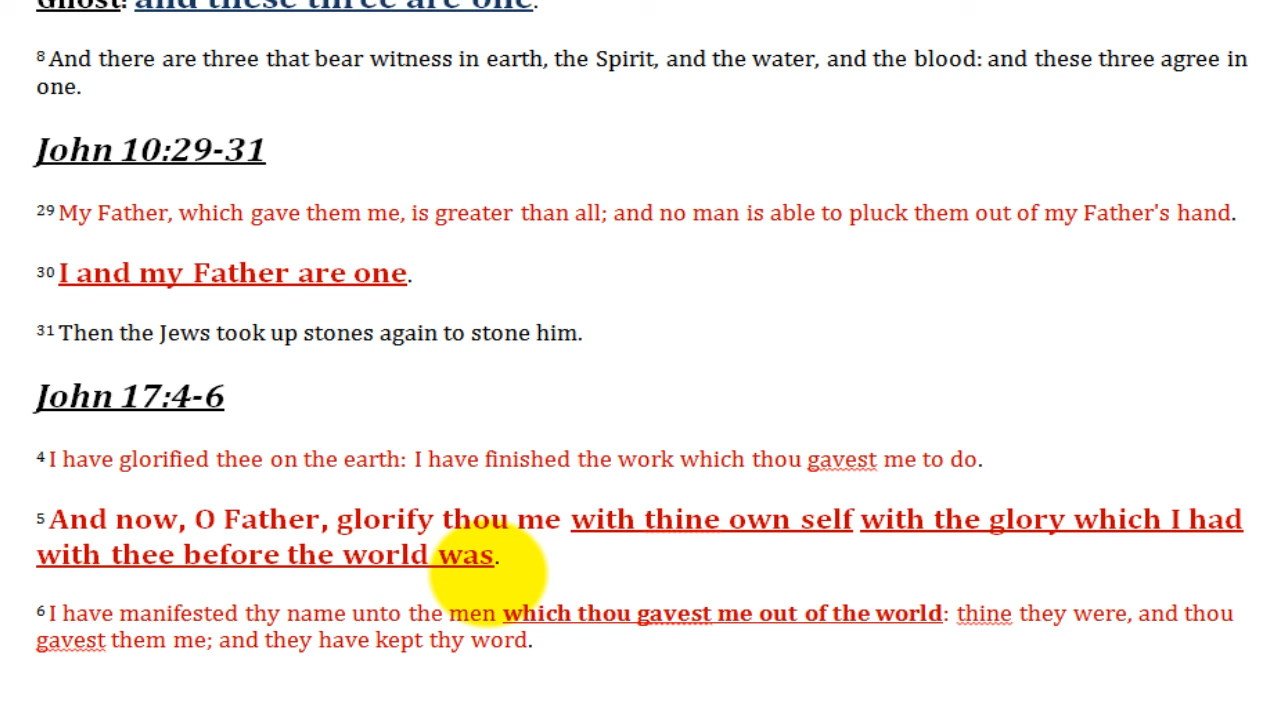 Ghost: and these three are one.
8 And there are three that bear witness in earth, the Spirit, and the water, and the blood: and these three agree in
one.
John 10:29-31
29 My Father, which gave them me, is greater than all; and no man is able to pluck them out of my Father's hand.
30 I and my Father are one.
31 Then the Jews took up stones again to stone him.
John 17:4-6
4 I have glorified thee on the earth: I have finished the work which thou gavest me to do.
5 And now, O Father, glorify thou me with thine own self with the glory which I had
with thee before the world was.
6 I have manifested thy name unto the men which thou gavest me out of the world: thine they were, and thou
gavest them me; and they have kept thy word.